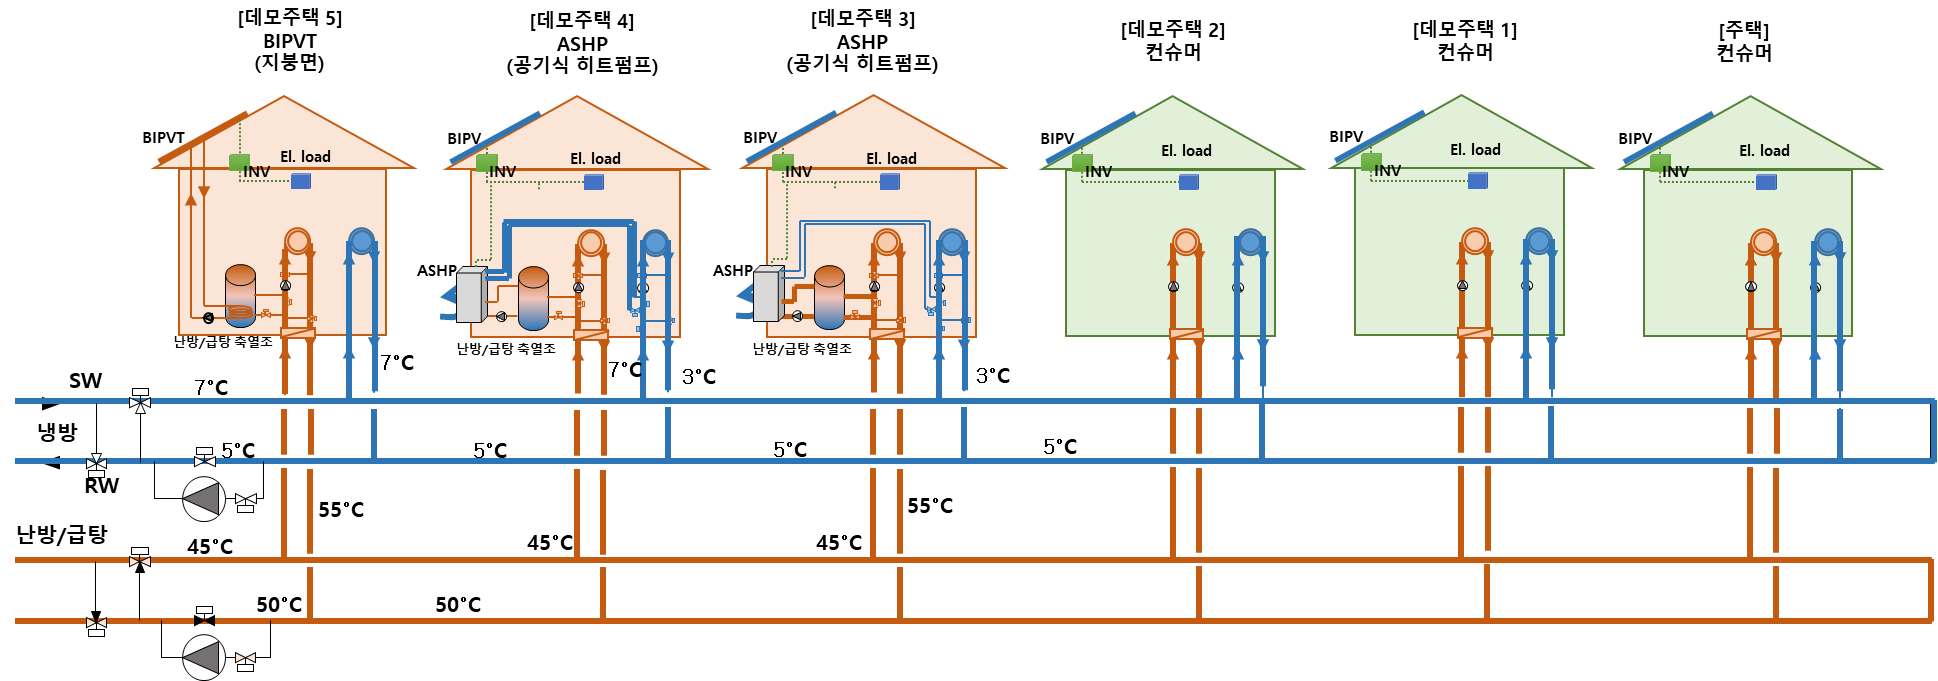 [데모주택 5]
BIPVT
(지붕면)
[데모주택 4]
ASHP
(공기식 히트펌프)
[데모주택 3]
ASHP
(공기식 히트펌프)
[데모주택 2]
컨슈머
[데모주택 1]
컨슈머
[주택]
컨슈머
BIPVT
El. load
INV
BIPV
El. load
INV
BIPV
El. load
INV
BIPV
El. load
INV
BIPV
El. load
INV
BIPV
El. load
INV
ASHP
ASHP
난방/급탕 축열조
난방/급탕 축열조
난방/급탕 축열조
7°C
7°C
3°C
3°C
SW
7°C
냉방
5°C
5°C
5°C
5°C
RW
55°C
55°C
난방/급탕
45°C
45°C
45°C
50°C
50°C